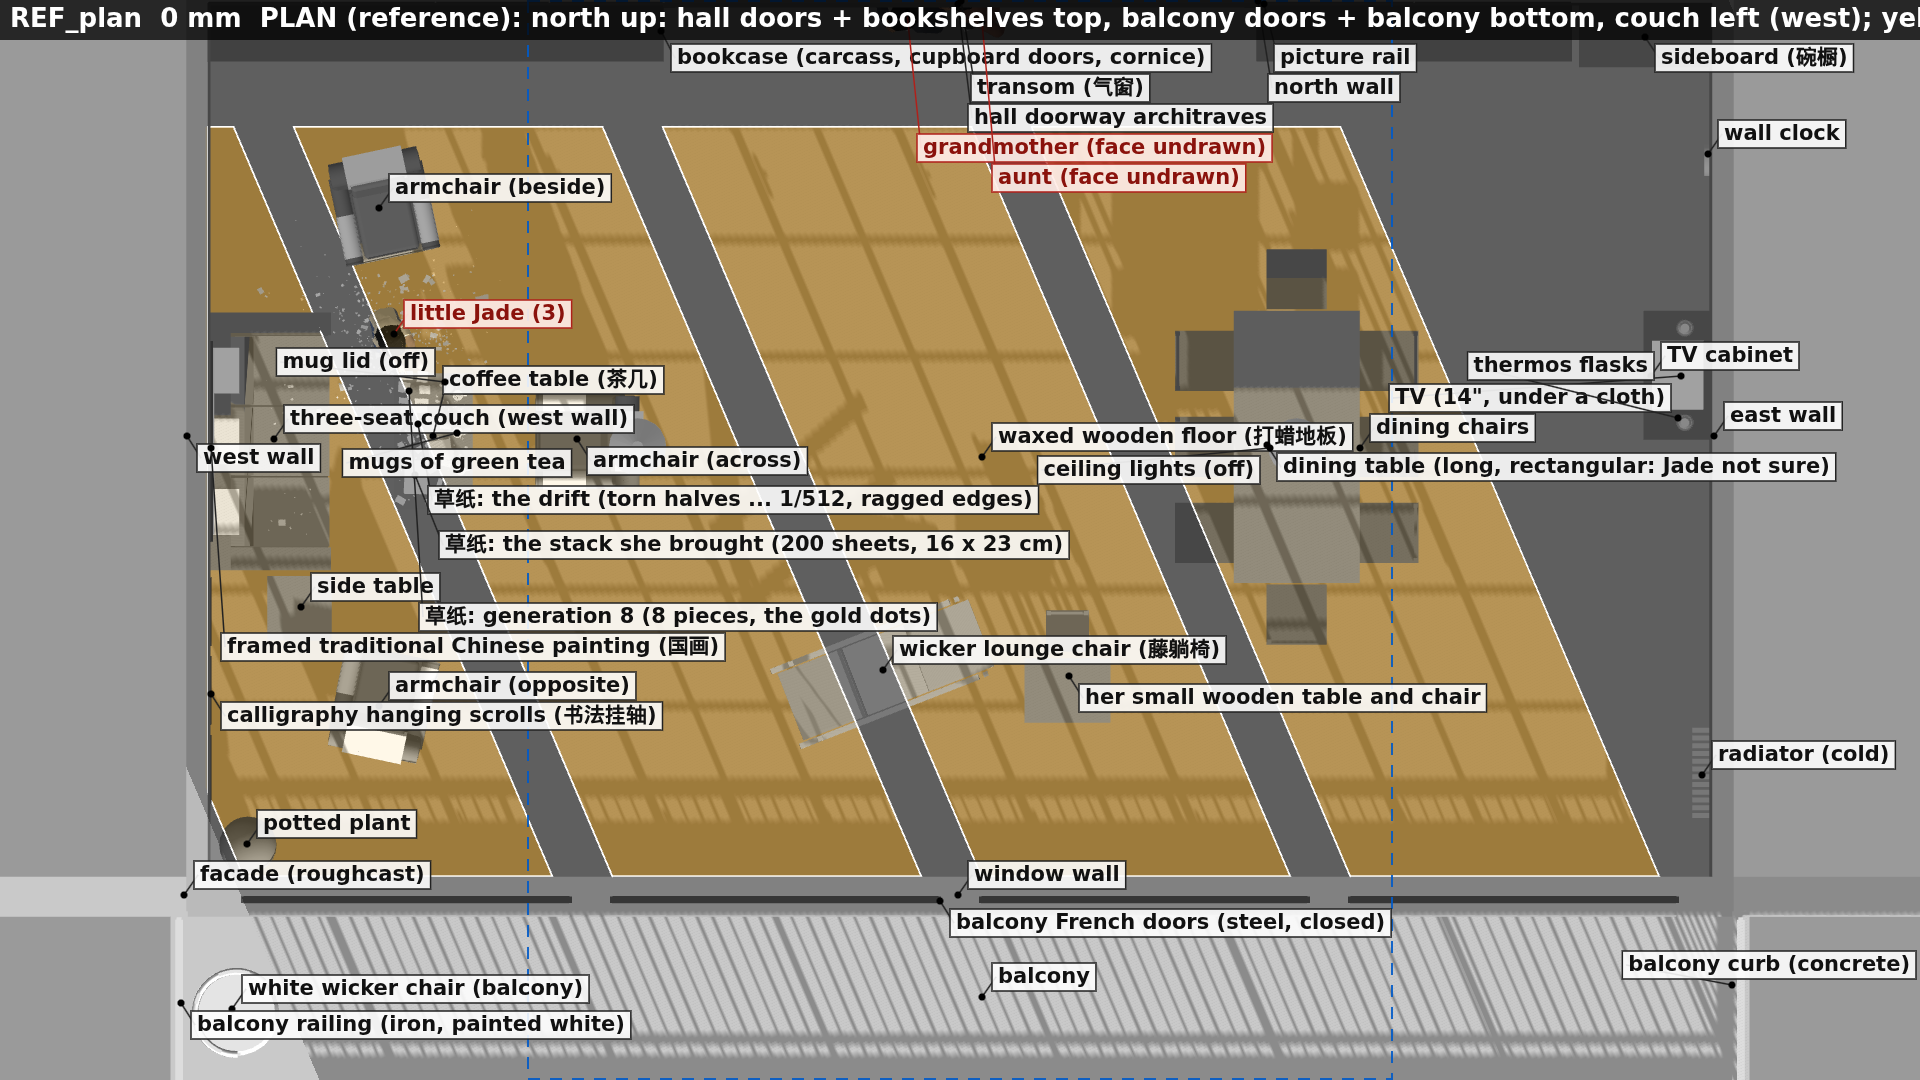 REF_plan 0 mm PLAN (reference): north up: hall doors + bookshelves top, balcony doors + balcony bottom, couch left (west); yel
bookcase (carcass, cupboard doors, cornice)
picture rail
sideboard (碗橱)
transom (气窗)
north wall
hall doorway architraves
wall clock
grandmother (face undrawn)
aunt (face undrawn)
armchair (beside)
little Jade (3)
mug lid (off)
coffee table (茶几)
thermos flasks
TV cabinet
TV (14", under a cloth)
three-seat couch (west wall)
east wall
dining chairs
waxed wooden floor (打蜡地板)
west wall
mugs of green tea
armchair (across)
ceiling lights (off)
dining table (long, rectangular: Jade not sure)
草纸: the drift (torn halves ... 1/512, ragged edges)
草纸: the stack she brought (200 sheets, 16 x 23 cm)
side table
草纸: generation 8 (8 pieces, the gold dots)
framed traditional Chinese painting (国画)
wicker lounge chair (藤躺椅)
armchair (opposite)
her small wooden table and chair
calligraphy hanging scrolls (书法挂轴)
radiator (cold)
potted plant
facade (roughcast)
window wall
balcony French doors (steel, closed)
balcony curb (concrete)
balcony
white wicker chair (balcony)
balcony railing (iron, painted white)